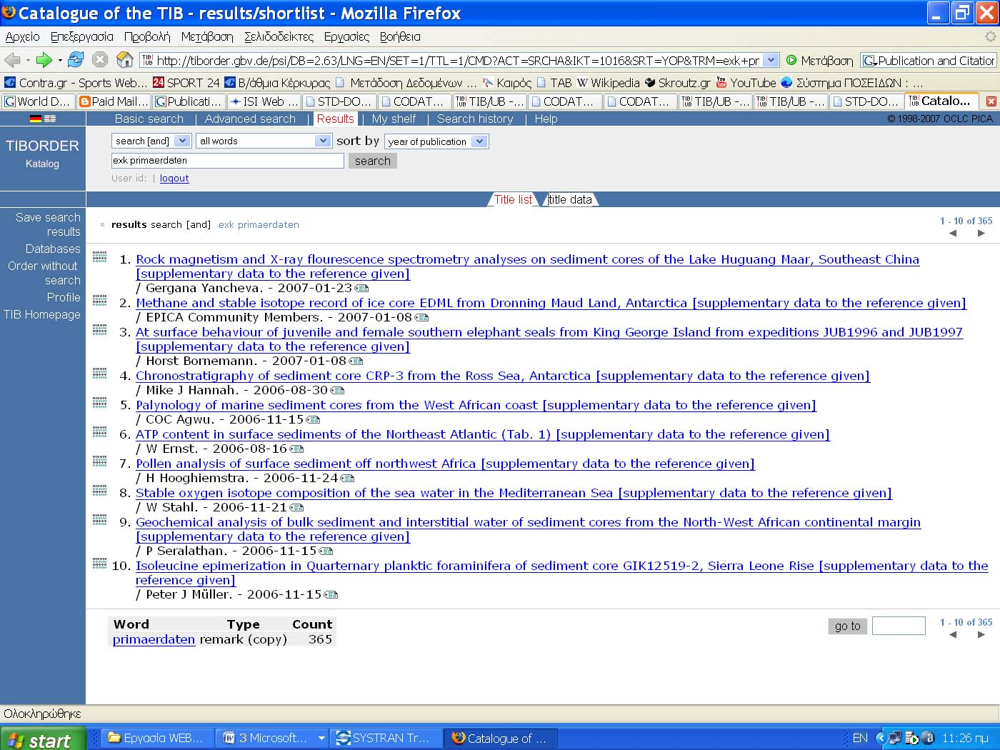 Catalogue of the TIB - results/shortlist - Mozilla Firefox
Αρχείο Επεξεργασία Προβολή Μετάβαση Σελιδοδείκτες Εργασίες Βοήθεια
http://tiborder.gbv.de/psi/DB=2.63/LNG=EN/SET=1/TTL=1/CMD?ACT=SRCHA&IKT=1016&SRT=YOP&TRM=exk+pr Μετάβαση Publication and Citation
Contra.gr - Sports Web... 24 SPORT 24 Β/άθμια Κέρκυρας Μετάδοση Δεδομένων ... Καιρός TAB W Wikipedia Skroutz.gr YouTube Σύστημα ΠΟΣΕΙΔΩΝ : ...
World D... Paid Mail... Publicati... ISI Web ... STD-DO... CODAT... TIB/UB -... CODAT... CODAT... TIB/UB -... TIB/UB -... STD-DO... Catalo...
Basic search | Advanced search | Results | My shelf | Search history | Help © 1998-2007 OCLC PICA
TIBORDER
Katalog
search [and] all words sort by year of publication
exk primaerdaten search
User id: | logout
Title list title data
Save search results
Databases
Order without search
Profile
TIB Homepage
results search [and] exk primaerdaten 1 - 10 of 365
1. Rock magnetism and X-ray flourescence spectrometry analyses on sediment cores of the Lake Huguang Maar, Southeast China
[supplementary data to the reference given]
/ Gergana Yancheva. - 2007-01-23
2. Methane and stable isotope record of ice core EDML from Dronning Maud Land, Antarctica [supplementary data to the reference given]
/ EPICA Community Members. - 2007-01-08
3. At surface behaviour of juvenile and female southern elephant seals from King George Island from expeditions JUB1996 and JUB1997
[supplementary data to the reference given]
/ Horst Bornemann. - 2007-01-08
4. Chronostratigraphy of sediment core CRP-3 from the Ross Sea, Antarctica [supplementary data to the reference given]
/ Mike J Hannah. - 2006-08-30
5. Palynology of marine sediment cores from the West African coast [supplementary data to the reference given]
/ COC Agwu. - 2006-11-15
6. ATP content in surface sediments of the Northeast Atlantic (Tab. 1) [supplementary data to the reference given]
/ W Ernst. - 2006-08-16
7. Pollen analysis of surface sediment off northwest Africa [supplementary data to the reference given]
/ H Hooghiemstra. - 2006-11-24
8. Stable oxygen isotope composition of the sea water in the Mediterranean Sea [supplementary data to the reference given]
/ W Stahl. - 2006-11-21
9. Geochemical analysis of bulk sediment and interstitial water of sediment cores from the North-West African continental margin
[supplementary data to the reference given]
/ P Seralathan. - 2006-11-15
10. Isoleucine epimerization in Quarternary planktic foraminifera of sediment core GIK12519-2, Sierra Leone Rise [supplementary data to the
reference given]
/ Peter J Müller. - 2006-11-15
Word Type Count
primaerdaten remark (copy) 365
go to 1 - 10 of 365
Ολοκληρώθηκε
start Εργασία WEB... 3 Microsoft... SYSTRAN Tr... Catalogue of ... EN 11:26 πμ